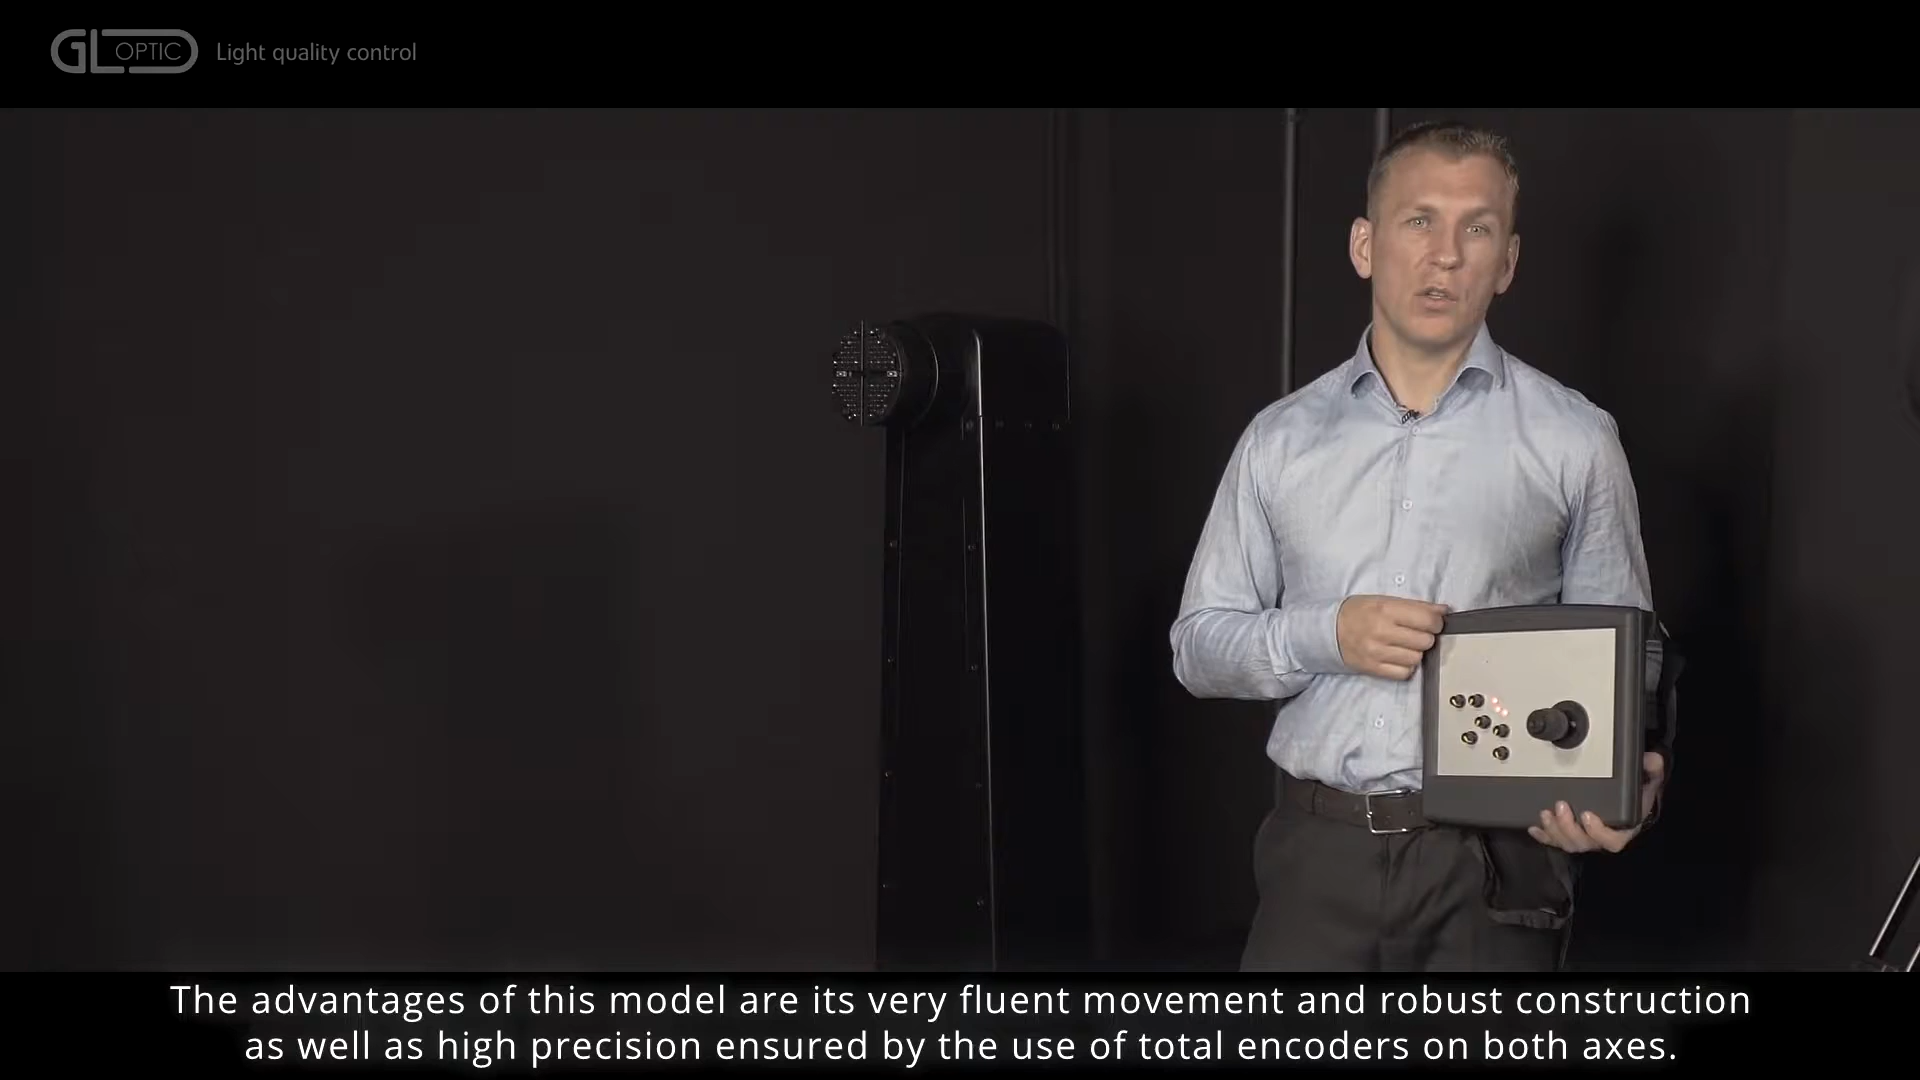 GL OPTIC Light quality control
The advantages of this model are its very fluent movement and robust construction
as well as high precision ensured by the use of total encoders on both axes.